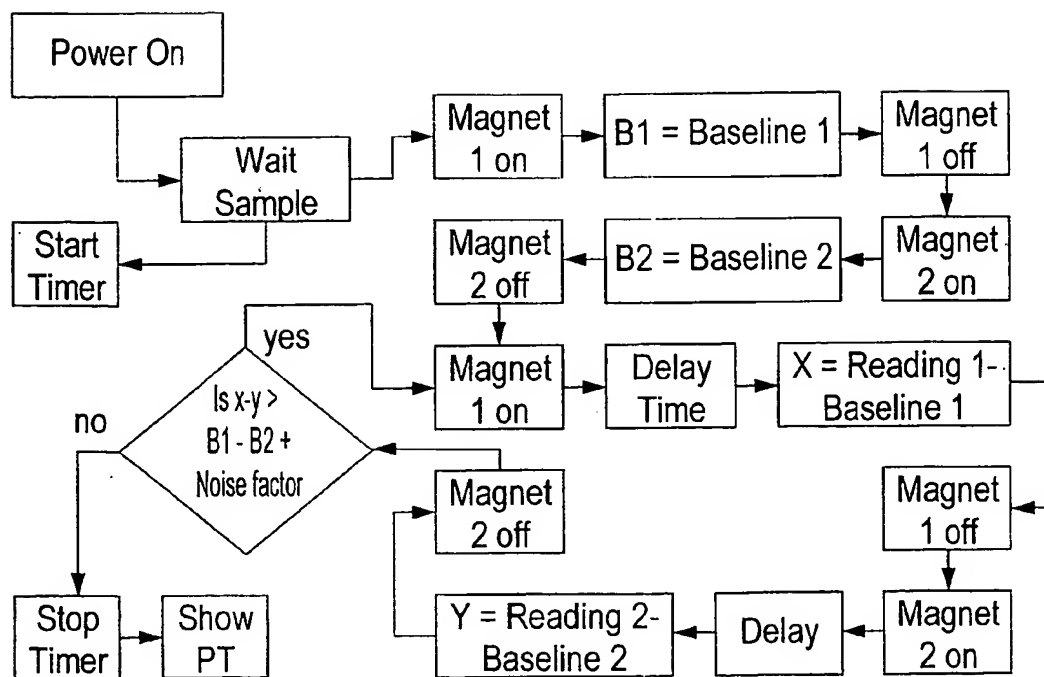 Power On
Wait
Sample
Start
Timer
Magnet
1 on
B1 = Baseline 1
Magnet
1 off
Magnet
2 on
B2 = Baseline 2
Magnet
2 off
Magnet
1 on
Delay
Time
X = Reading 1-
Baseline 1
Magnet
1 off
Magnet
2 on
Delay
Y = Reading 2-
Baseline 2
Magnet
2 off
Is x-y >
B1 - B2 +
Noise factor
yes
no
Stop
Timer
Show
PT